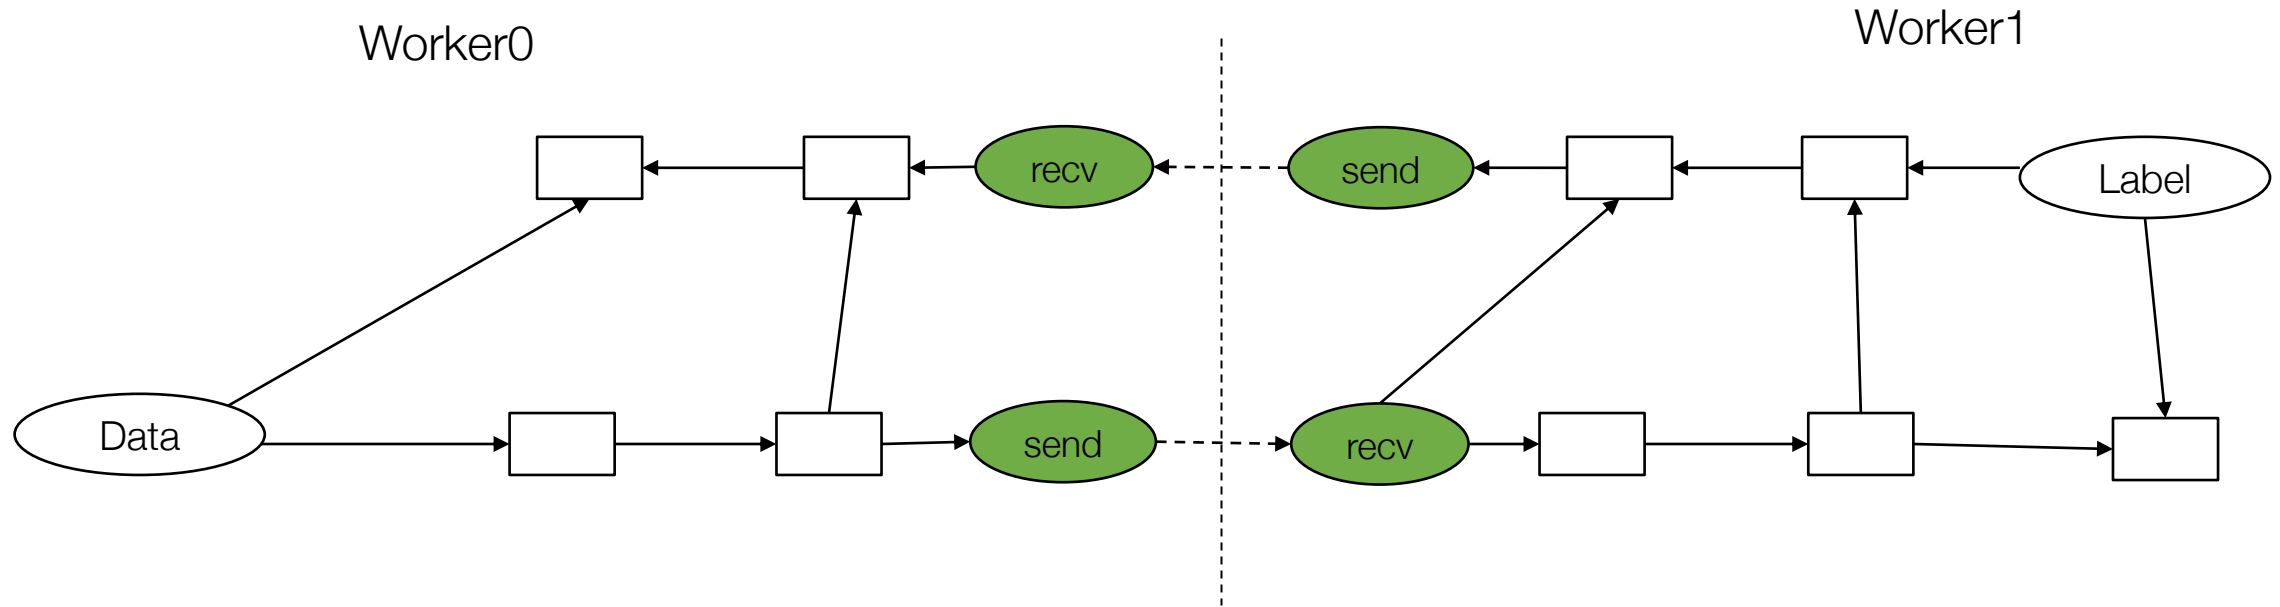 Worker0
Worker1
recv
send
Label
Data
send
recv